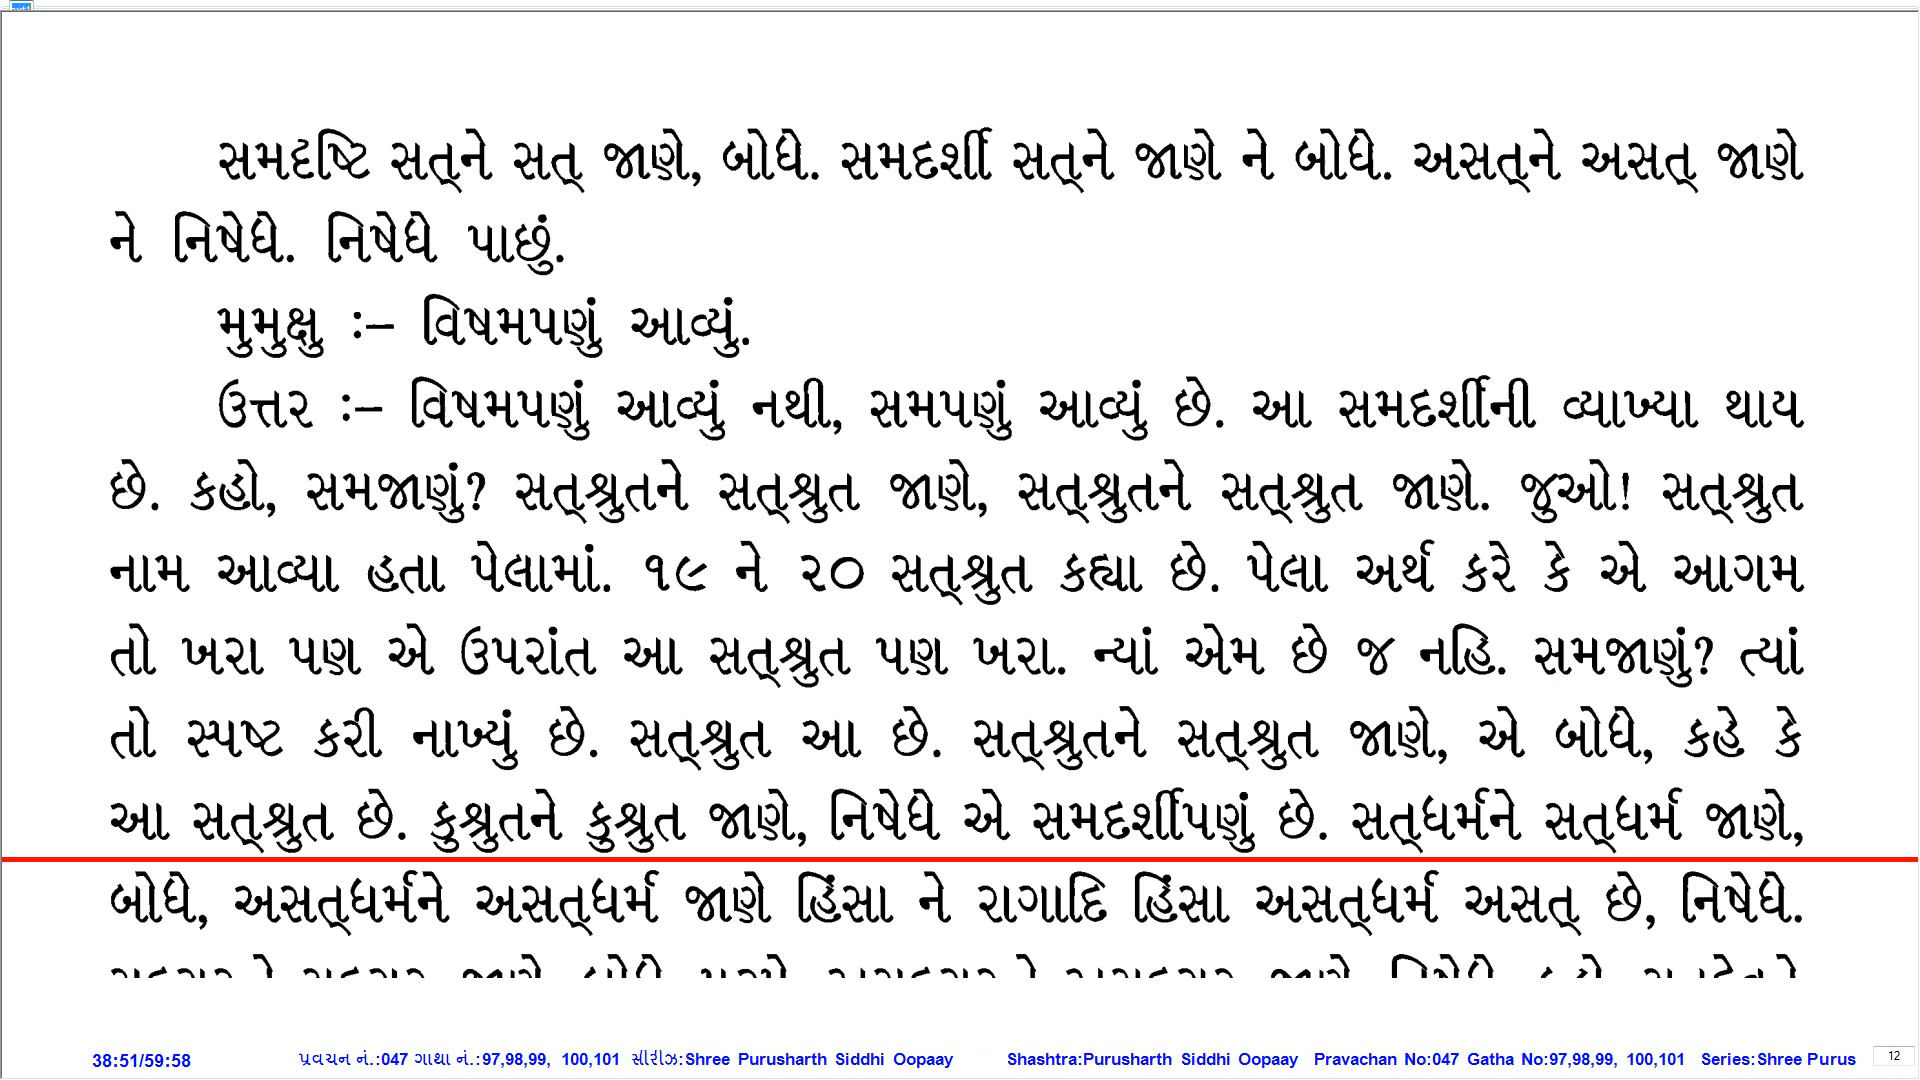 સમદૃષ્ટિ સત્‌ને સત્ જાણે, બોધે. સમદર્શી સત્‌ને જાણે ને બોધે. અસત્‌ને અસત્ જાણે
ને નિષેધે. નિષેધે પાછું.
મુમુક્ષુ :– વિષમપણું આવ્યું.
ઉત્તર :– વિષમપણું આવ્યું નથી, સમપણું આવ્યું છે. આ સમદર્શીની વ્યાખ્યા થાય
છે. કહો, સમજાણું? સત્‌શ્રુતને સત્‌શ્રુત જાણે, સત્‌શ્રુતને સત્‌શ્રુત જાણે. જુઓ! સત્‌શ્રુત
નામ આવ્યા હતા પેલામાં. ૧૯ ને ૨૦ સત્‌શ્રુત કહ્યા છે. પેલા અર્થ કરે કે એ આગમ
તો ખરા પણ એ ઉપરાંત આ સત્‌શ્રુત પણ ખરા. ન્યાં એમ છે જ નહિ. સમજાણું? ત્યાં
તો સ્પષ્ટ કરી નાખ્યું છે. સત્‌શ્રુત આ છે. સત્‌શ્રુતને સત્‌શ્રુત જાણે, એ બોધે, કહે કે
આ સત્‌શ્રુત છે. કુશ્રુતને કુશ્રુત જાણે, નિષેધે એ સમદર્શીપણું છે. સત્‌ધર્મને સત્‌ધર્મ જાણે,
બોધે, અસત્‌ધર્મને અસત્‌ધર્મ જાણે હિંસા ને રાગાદિ હિંસા અસત્‌ધર્મ અસત્ છે, નિષેધે.
38:51/59:58 પ્રવચન નં.:047 ગાથા નં.:97,98,99, 100,101 સીરીઝ:Shree Purusharth Siddhi Oopaay Shashtra:Purusharth Siddhi Oopaay Pravachan No:047 Gatha No:97,98,99, 100,101 Series:Shree Purus 12